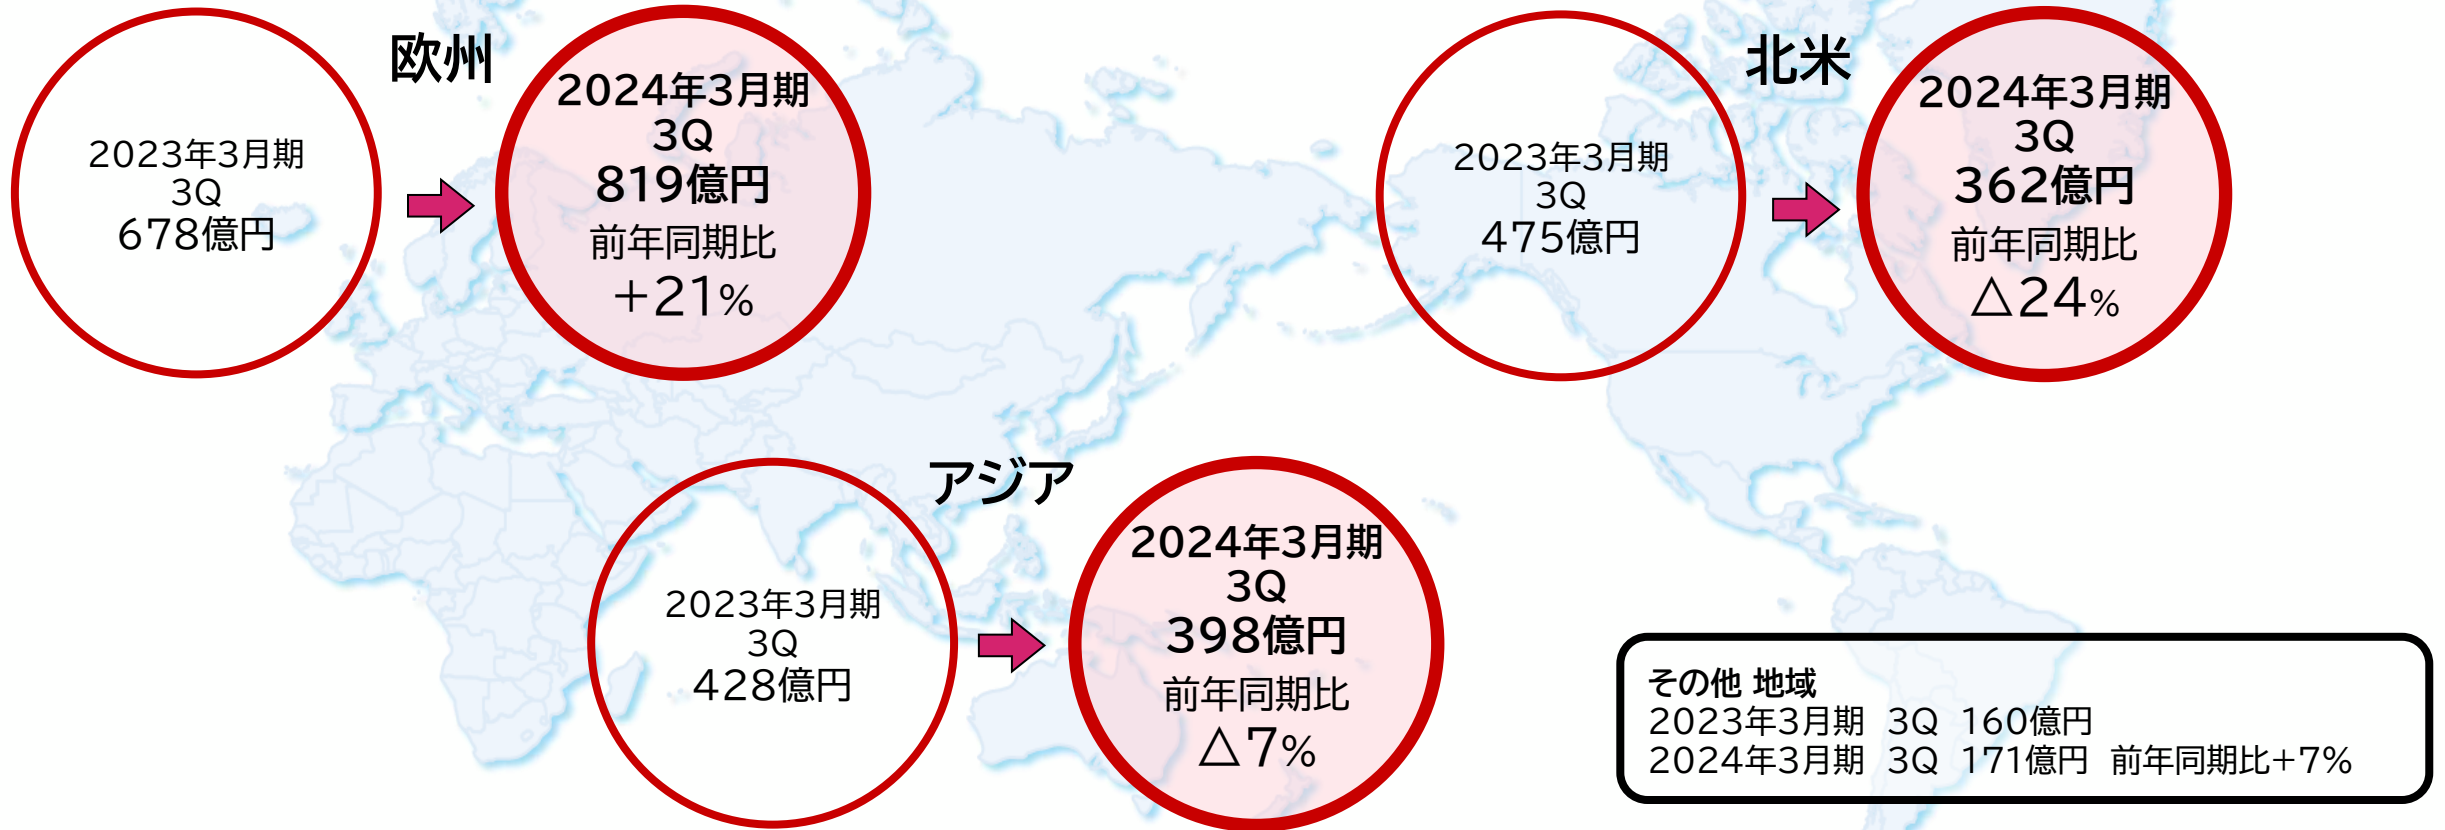 欧州
2023年3月期
3Q
678億円
2024年3月期
3Q
819億円
前年同期比
+21%
北米
2023年3月期
3Q
475億円
2024年3月期
3Q
362億円
前年同期比
△24%
アジア
2023年3月期
3Q
428億円
2024年3月期
3Q
398億円
前年同期比
△7%
その他 地域
2023年3月期 3Q 160億円
2024年3月期 3Q 171億円 前年同期比+7%